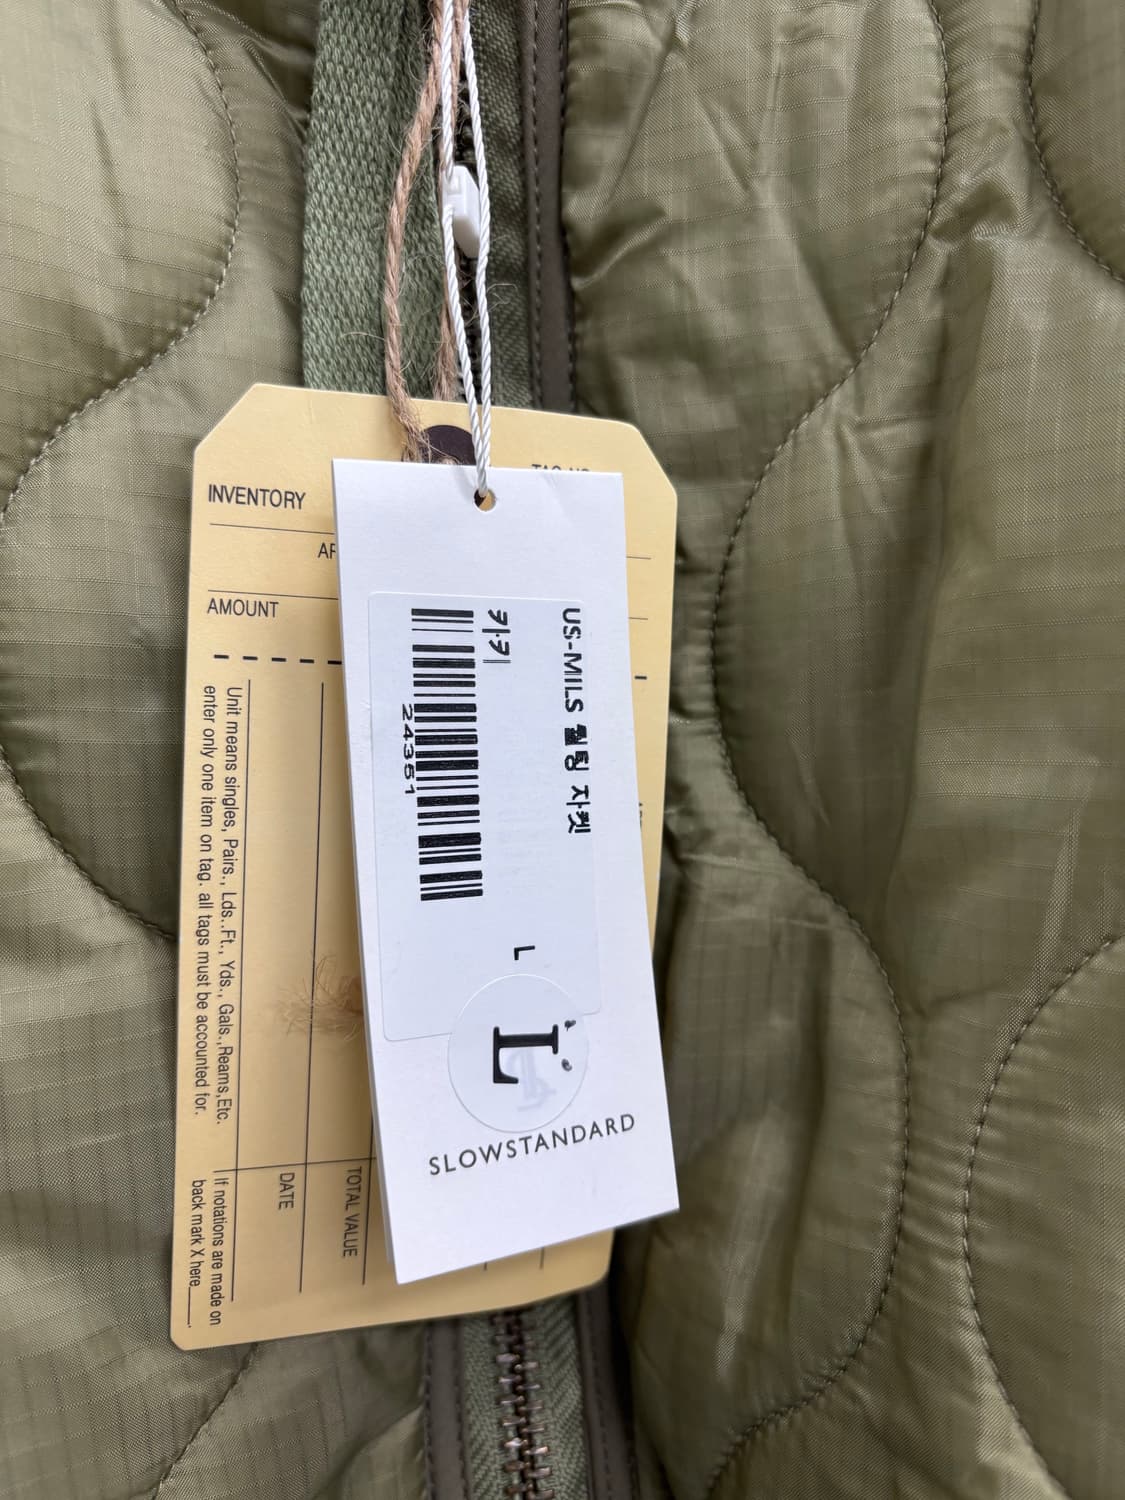 INVENTORY
AMOUNT
Unit means singles, Pairs., Lds..Ft., Yds., Gals.,Reams,Etc.
enter only one item on tag. all tags must be accounted for.
If notations are made on
back mark X here
DATE
TOTAL VALUE
US-MILS 퀼팅 자켓
카키
24351
L
L
SLOWSTANDARD